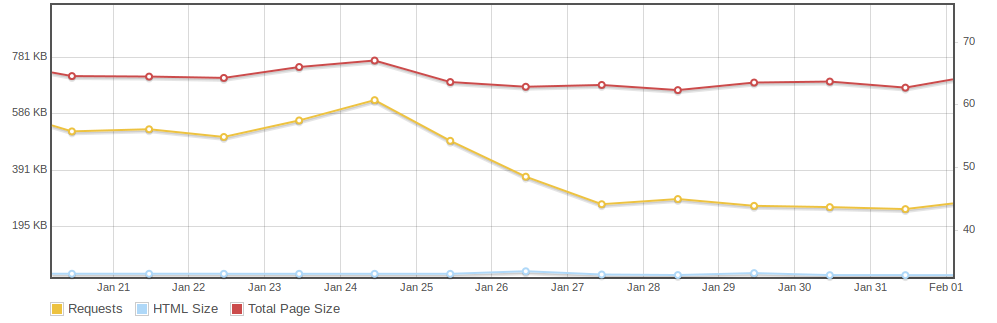 781 KB
586 KB
391 KB
195 KB
70
60
50
40
Jan 21 Jan 22 Jan 23 Jan 24 Jan 25 Jan 26 Jan 27 Jan 28 Jan 29 Jan 30 Jan 31 Feb 01
Requests HTML Size Total Page Size